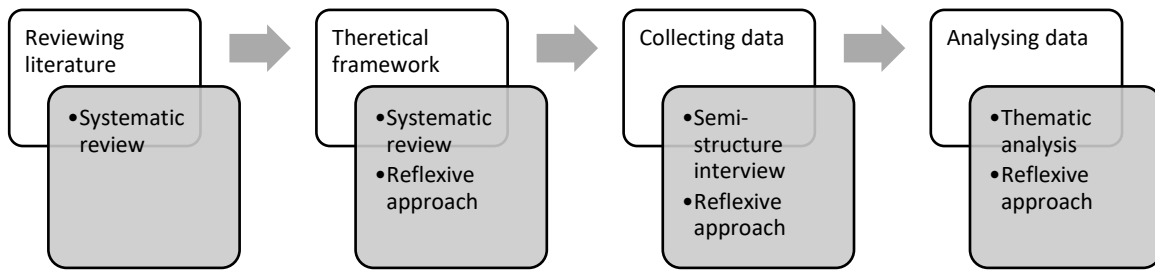 Reviewing
literature
•Systematic
review
Theretical
framework
•Systematic
review
•Reflexive
approach
Collecting data
•Semi-
structure
interview
•Reflexive
approach
Analysing data
•Thematic
analysis
•Reflexive
approach